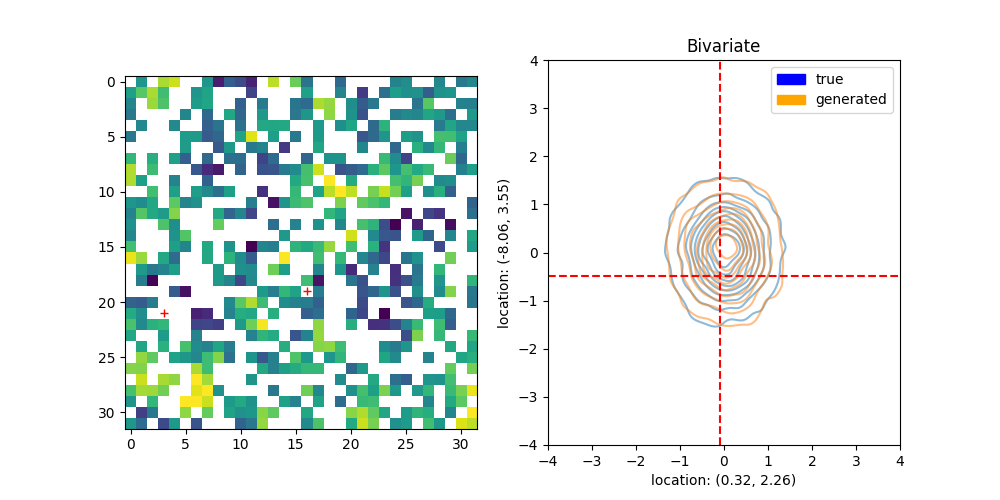 Bivariate
0
5
10
15
20
25
30
0 5 10 15 20 25 30
location: (-8.06, 3.55)
4
3
2
1
0
−1
−2
−3
−4
true
generated
−4 −3 −2 −1 0 1 2 3 4
location: (0.32, 2.26)